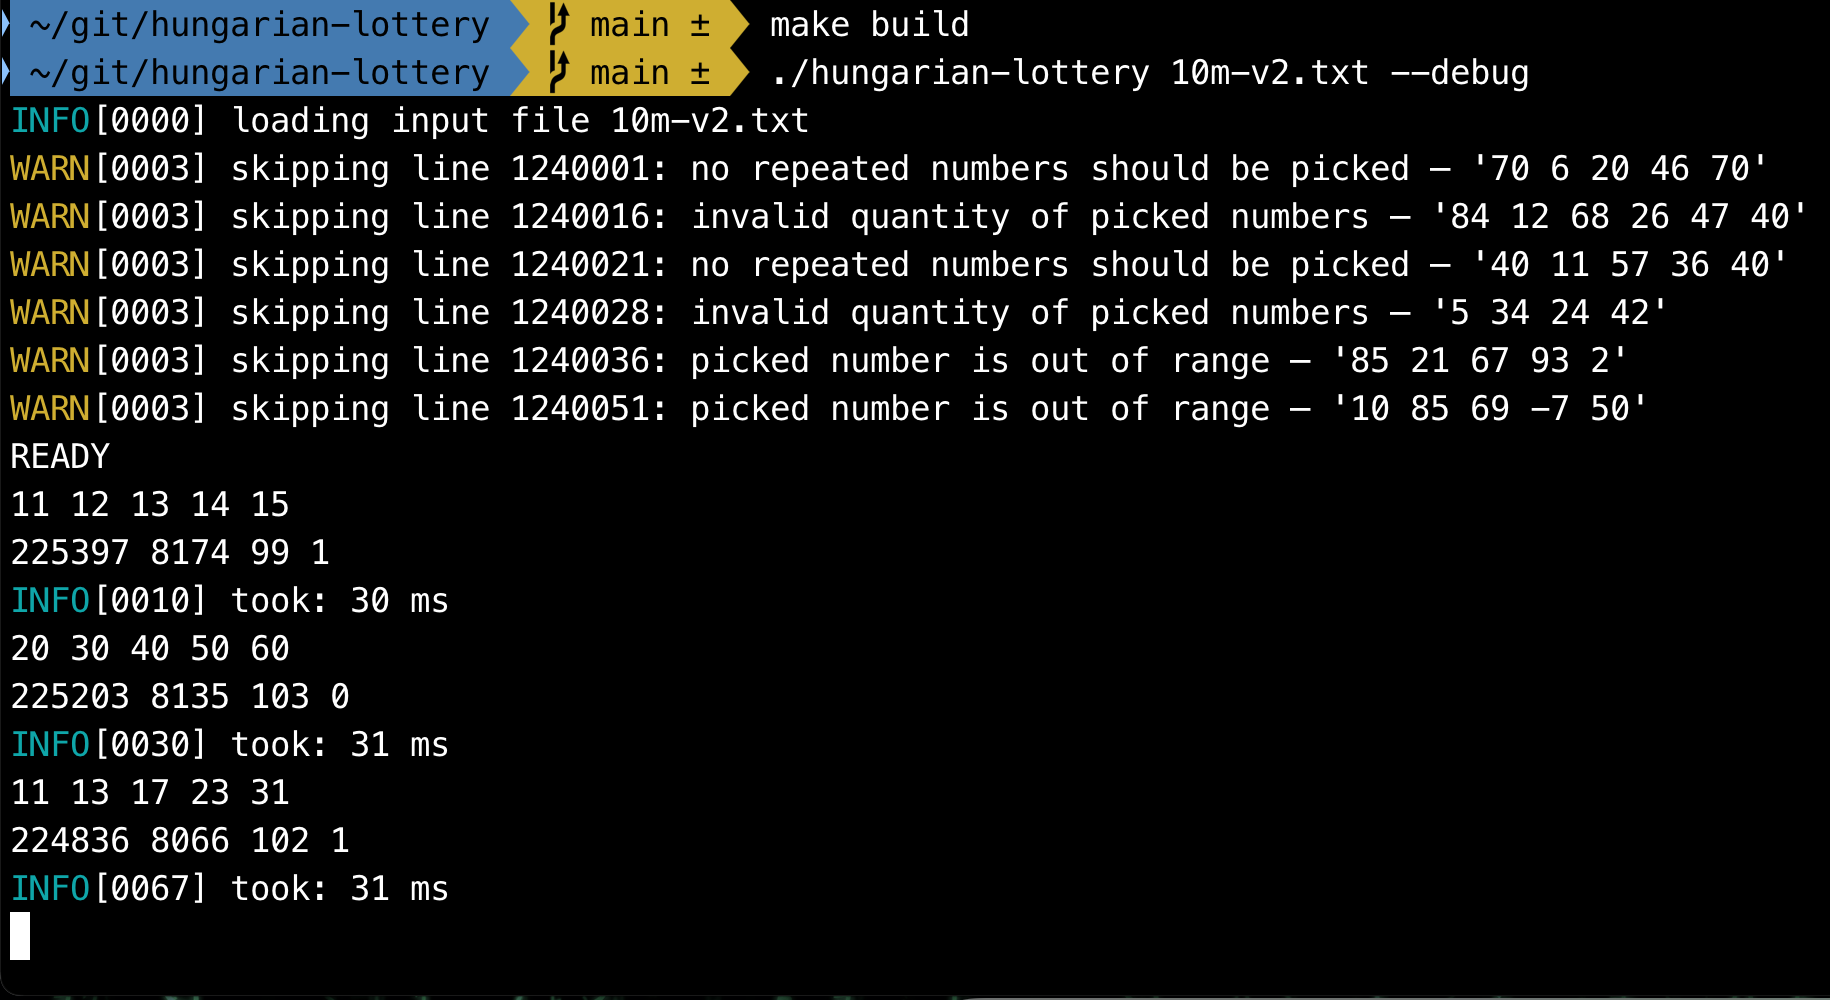 ~/git/hungarian-lottery main ± make build
~/git/hungarian-lottery main ± ./hungarian-lottery 10m-v2.txt --debug
INFO[0000] loading input file 10m-v2.txt
WARN[0003] skipping line 1240001: no repeated numbers should be picked – '70 6 20 46 70'
WARN[0003] skipping line 1240016: invalid quantity of picked numbers – '84 12 68 26 47 40'
WARN[0003] skipping line 1240021: no repeated numbers should be picked – '40 11 57 36 40'
WARN[0003] skipping line 1240028: invalid quantity of picked numbers – '5 34 24 42'
WARN[0003] skipping line 1240036: picked number is out of range – '85 21 67 93 2'
WARN[0003] skipping line 1240051: picked number is out of range – '10 85 69 -7 50'
READY
11 12 13 14 15
225397 8174 99 1
INFO[0010] took: 30 ms
20 30 40 50 60
225203 8135 103 0
INFO[0030] took: 31 ms
11 13 17 23 31
224836 8066 102 1
INFO[0067] took: 31 ms